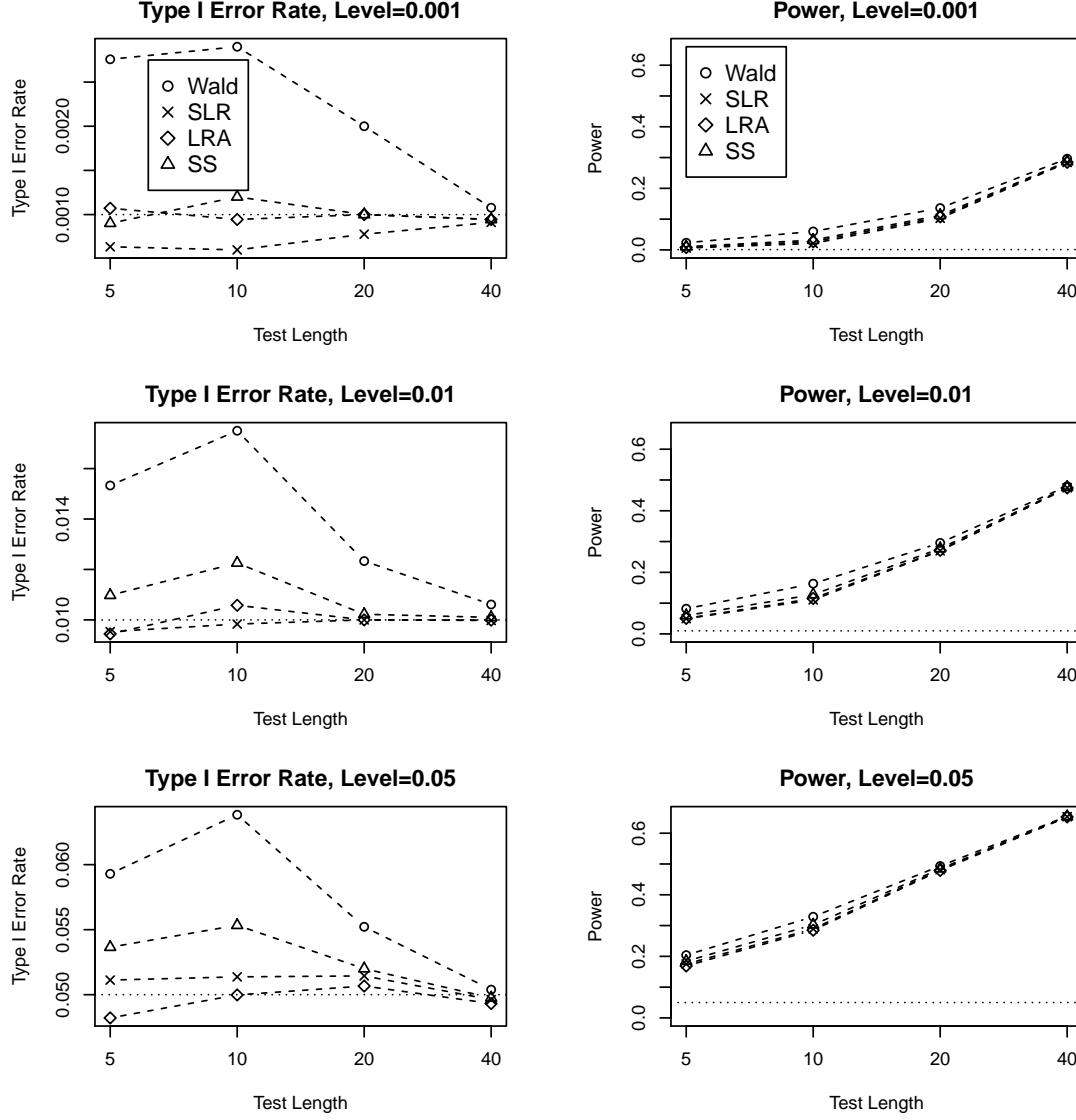 Type I Error Rate, Level=0.001
Type I Error Rate
0.0010
0.0020
5
10
20
40
Test Length
Wald
SLR
LRA
SS
Power, Level=0.001
Power
0.0
0.2
0.4
0.6
5
10
20
40
Test Length
Wald
SLR
LRA
SS
Type I Error Rate, Level=0.01
Type I Error Rate
0.010
0.014
5
10
20
40
Test Length
Power, Level=0.01
Power
0.0
0.2
0.4
0.6
5
10
20
40
Test Length
Type I Error Rate, Level=0.05
Type I Error Rate
0.050
0.055
0.060
5
10
20
40
Test Length
Power, Level=0.05
Power
0.0
0.2
0.4
0.6
5
10
20
40
Test Length